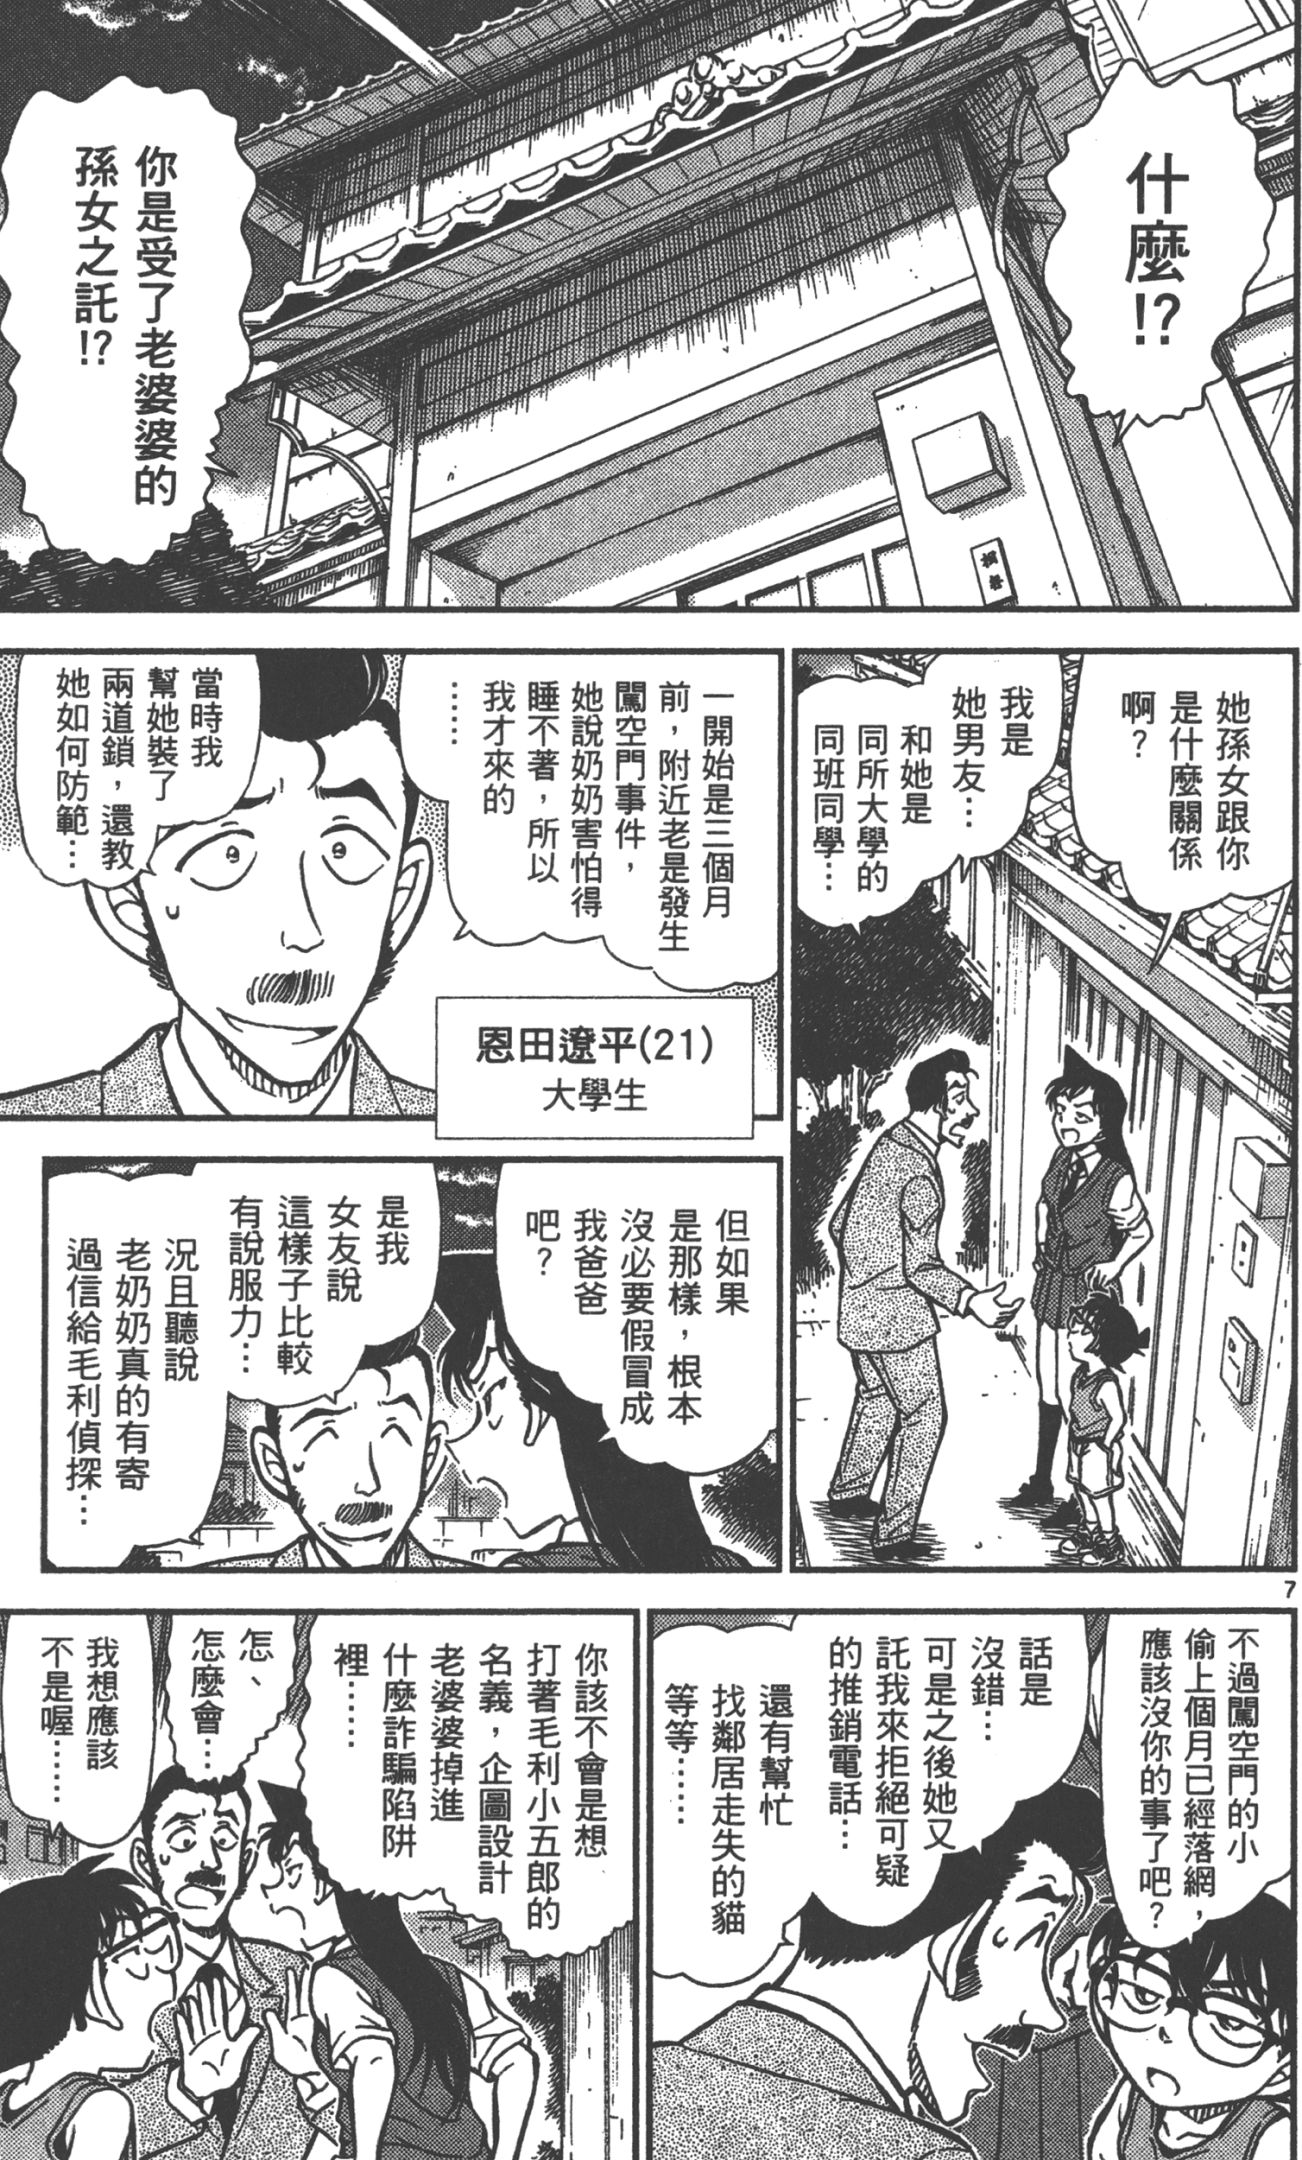 什麼!?
你是受了老婆婆的
孫女之託!?
她孫女跟你
是什麼關係
啊？
我是
她男友…
和她是
同所大學的
同班同學…
一開始是三個月
前，附近老是發生
闖空門事件，
她說奶奶害怕得
睡不著，所以
我才來的
……
當時我
幫她裝了
兩道鎖，還教
她如何防範…
恩田遼平(21)
大學生
但如果
是那樣，根本
沒必要假冒成
我爸爸
吧？
是我
女友說
這樣子比較
有說服力…
況且聽說
老奶奶真的有寄
過信給毛利偵探…
7
不過闖空門的小
偷上個月已經落網，
應該沒你的事了吧？
話是
沒錯…
可是之後她又
託我來拒絕可疑
的推銷電話…
還有幫忙
找鄰居走失的貓
等等……
你該不會是想
打著毛利小五郎的
名義，企圖設計
老婆婆掉進
什麼詐騙陷阱
裡……
怎、
怎麼會…
我想應該
不是喔……